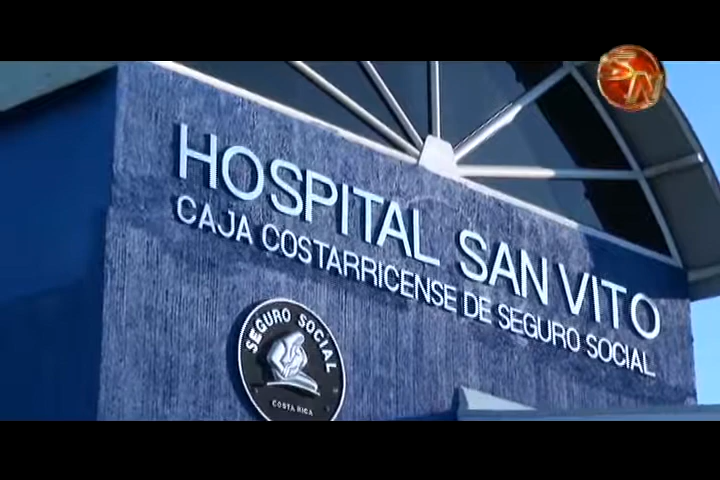 HOSPITAL SAN VITO
CAJA COSTARRICENSE DE SEGURO SOCIAL
SEGURO SOCIAL
COSTA RICA